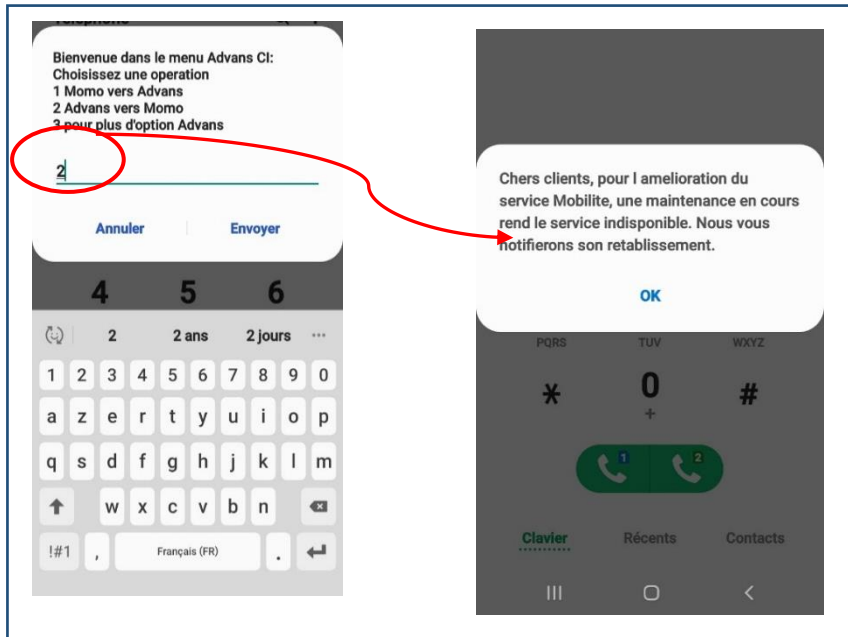 Bienvenue dans le menu Advans CI:
Choisissez une operation
1 Momo vers Advans
2 Advans vers Momo
3 pour plus d'option Advans
2
Annuler Envoyer
4 5 6
2 2 ans 2 jours ...
1 2 3 4 5 6 7 8 9 0
a z e r t y u i o p
q s d f g h j k l m
w x c v b n
!#1 , Français (FR) .
Chers clients, pour l amelioration du
service Mobilite, une maintenance en cours
rend le service indisponible. Nous vous
notifierons son retablissement.
OK
PQRS TUV WXYZ
* 0 #
+
1 2
Clavier Récents Contacts